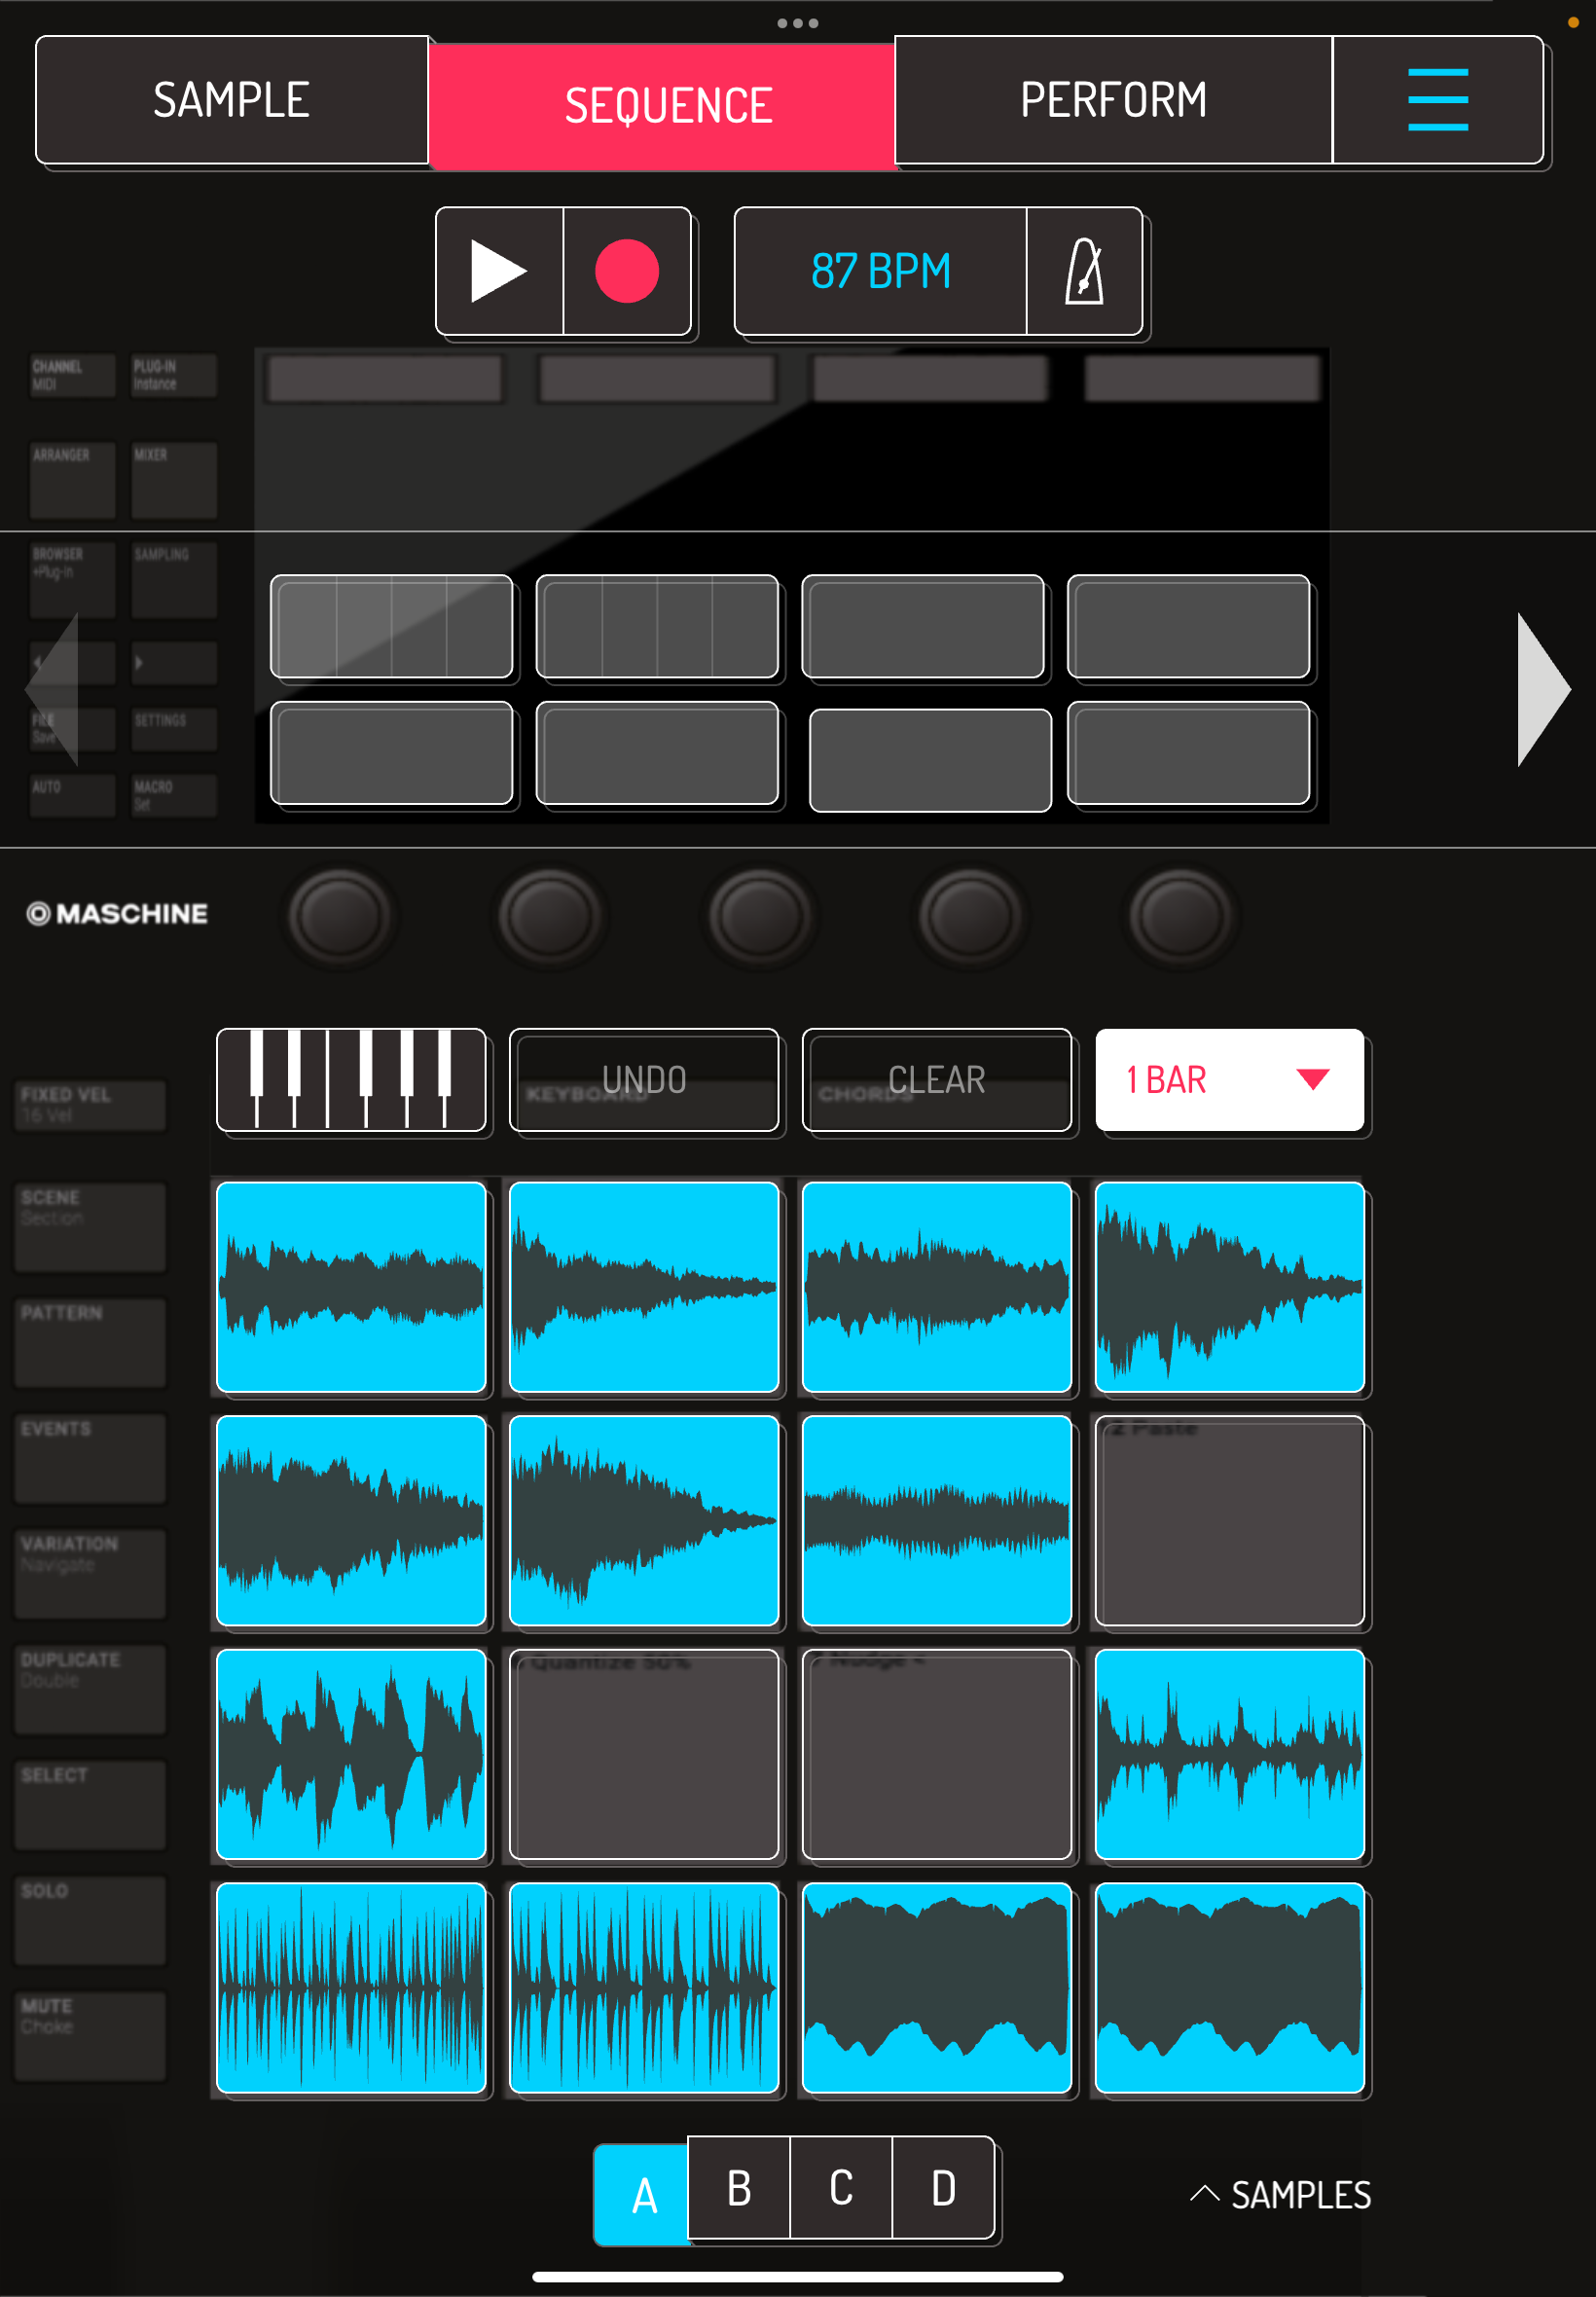 SAMPLE
SEQUENCE
PERFORM
87 BPM
CHANNEL
MIDI
PLUG-IN
Instance
ARRANGER
MIXER
BROWSER
+Plug-in
SAMPLING
FILE
Save
SETTINGS
AUTO
MACRO
Set
MASCHINE
UNDO
CLEAR
1 BAR
KEYBOARD
CHORDS
FIXED VEL
16 Vel
SCENE
Section
PATTERN
EVENTS
2 Paste
VARIATION
Navigate
DUPLICATE
Double
Quantize 50%
Nudge <
SELECT
SOLO
MUTE
Choke
A
B
C
D
SAMPLES